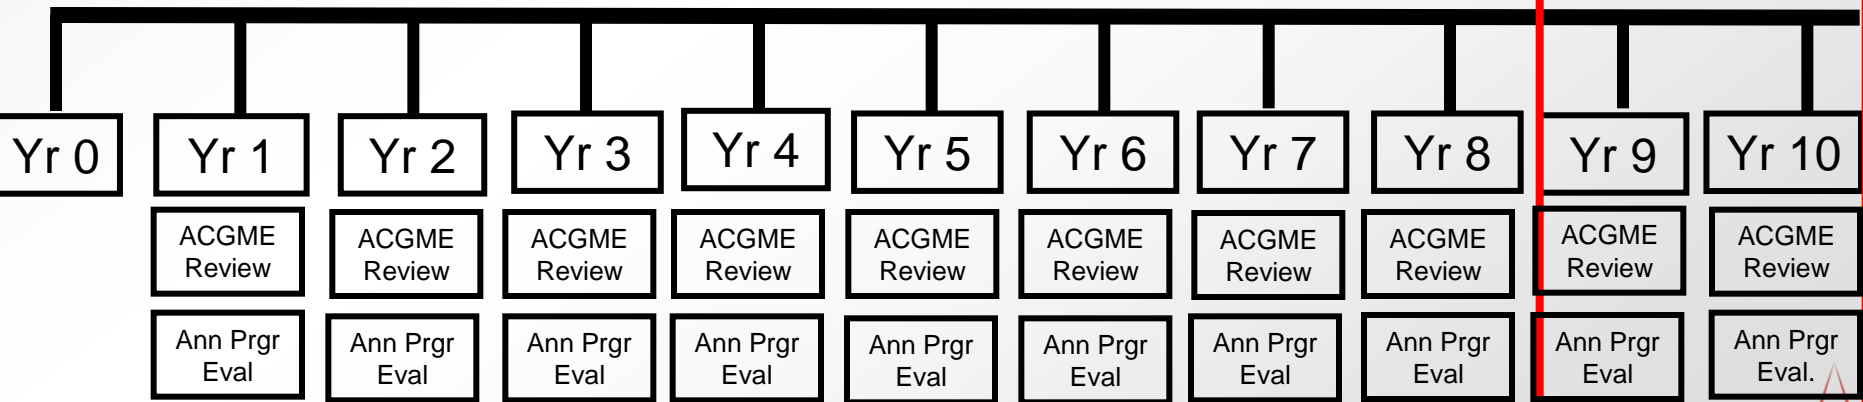 Yr 0
Yr 1
Yr 2
Yr 3
Yr 4
Yr 5
Yr 6
Yr 7
Yr 8
Yr 9
Yr 10
ACGME
Review
ACGME
Review
ACGME
Review
ACGME
Review
ACGME
Review
ACGME
Review
ACGME
Review
ACGME
Review
ACGME
Review
ACGME
Review
Ann Prgr
Eval
Ann Prgr
Eval
Ann Prgr
Eval
Ann Prgr
Eval
Ann Prgr
Eval
Ann Prgr
Eval
Ann Prgr
Eval
Ann Prgr
Eval
Ann Prgr
Eval
Ann Prgr
Eval.